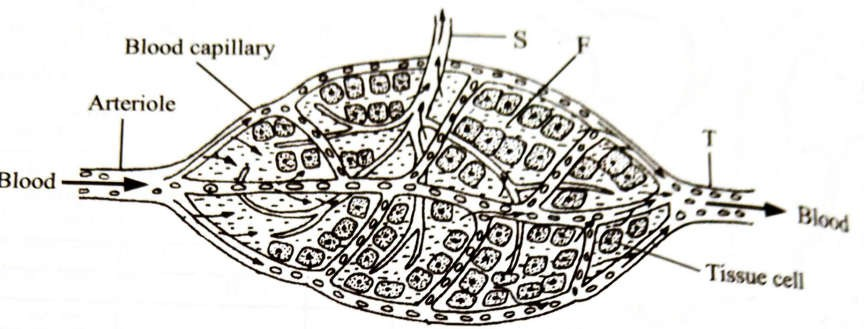 S
F
Blood capillary
Arteriole
T
Blood
Blood
Tissue cell